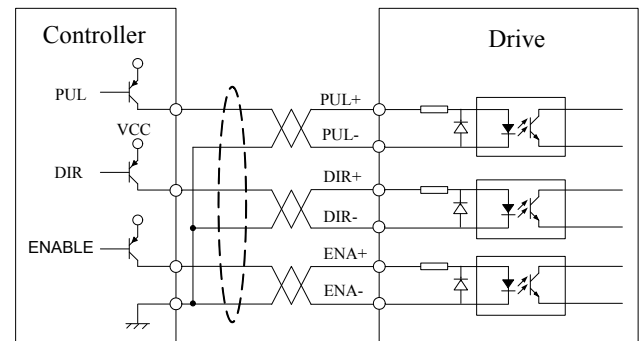 Controller
Drive
PUL
PUL+
VCC
PUL-
DIR
DIR+
DIR-
ENABLE
ENA+
ENA-